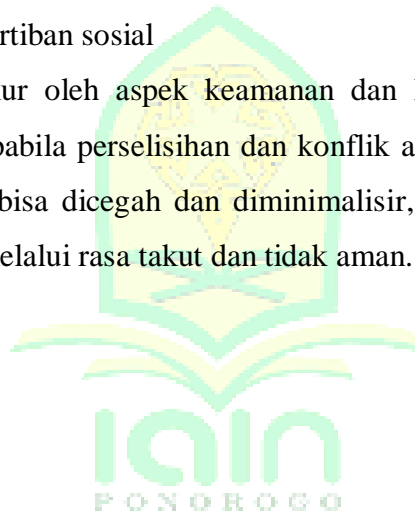 rtiban sosial
ur oleh aspek keamanan dan
pabila perselisihan dan konflik a
bisa dicegah dan diminimalisir,
elalui rasa takut dan tidak aman.
iain
PONOROGO